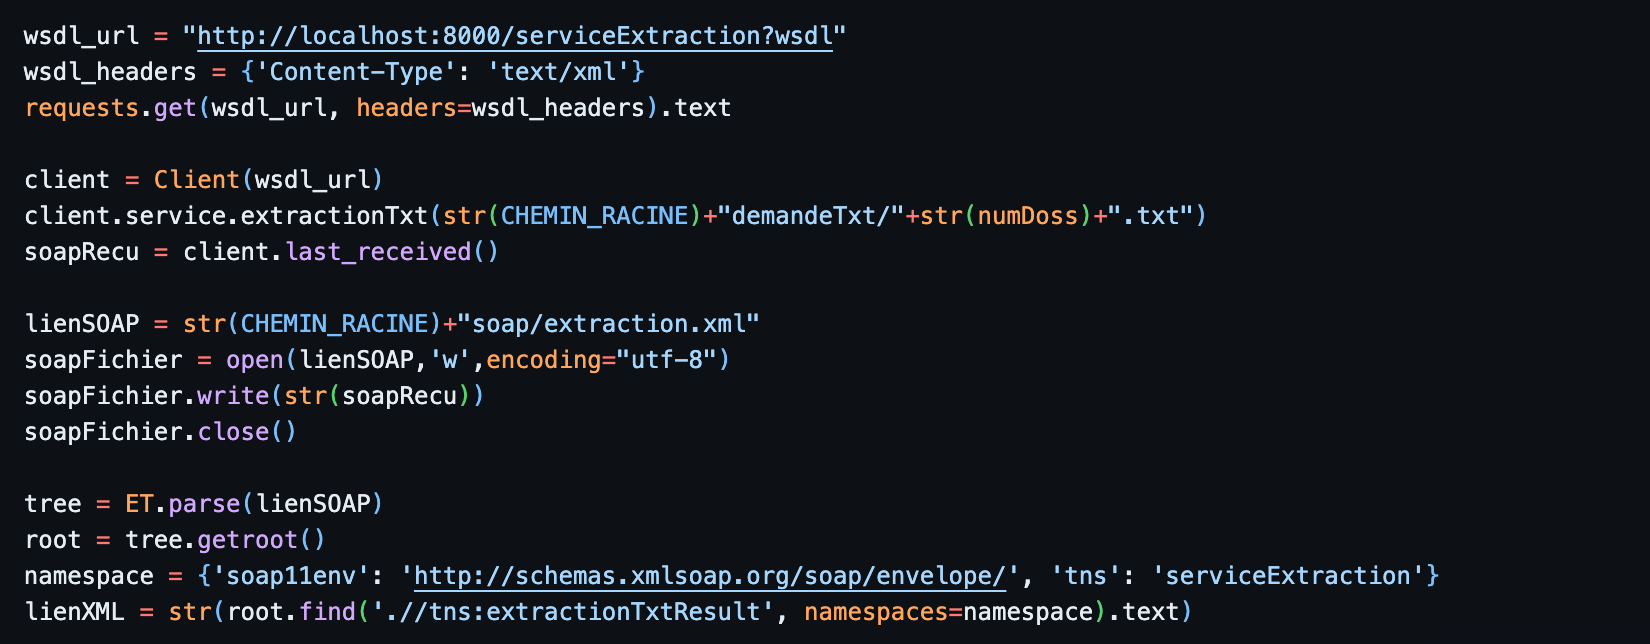 wsdl_url = "http://localhost:8000/serviceExtraction?wsdl"
wsdl_headers = {'Content-Type': 'text/xml'}
requests.get(wsdl_url, headers=wsdl_headers).text
client = Client(wsdl_url)
client.service.extractionTxt(str(CHEMIN_RACINE)+"demandeTxt/"+str(numDoss)+".txt")
soapRecu = client.last_received()
lienSOAP = str(CHEMIN_RACINE)+"soap/extraction.xml"
soapFichier = open(lienSOAP,'w',encoding="utf-8")
soapFichier.write(str(soapRecu))
soapFichier.close()
tree = ET.parse(lienSOAP)
root = tree.getroot()
namespace = {'soap11env': 'http://schemas.xmlsoap.org/soap/envelope/', 'tns': 'serviceExtraction'}
lienXML = str(root.find('.//tns:extractionTxtResult', namespaces=namespace).text)